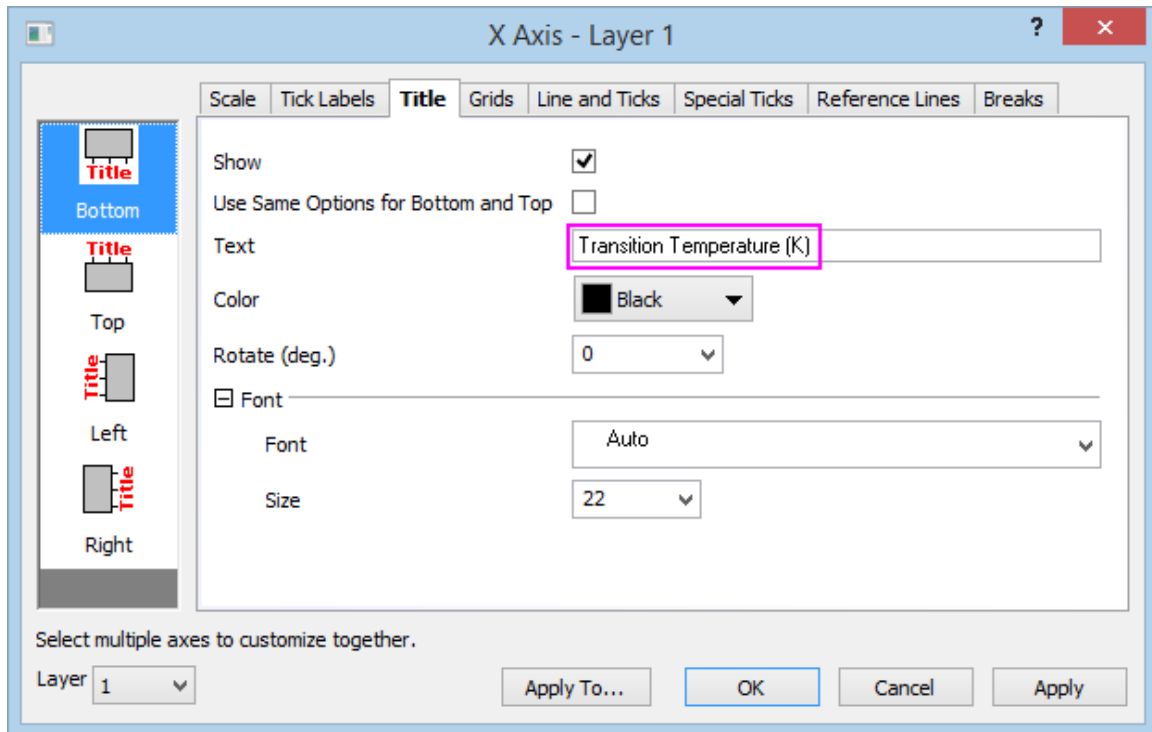 X Axis - Layer 1
?
Scale Tick Labels Title Grids Line and Ticks Special Ticks Reference Lines Breaks
Title
Bottom
Title
Top
Title
Left
Title
Right
Show
Use Same Options for Bottom and Top
Text Transition Temperature (K)
Color Black
Rotate (deg.) 0
Font
Font Auto
Size 22
Select multiple axes to customize together.
Layer 1 Apply To... OK Cancel Apply